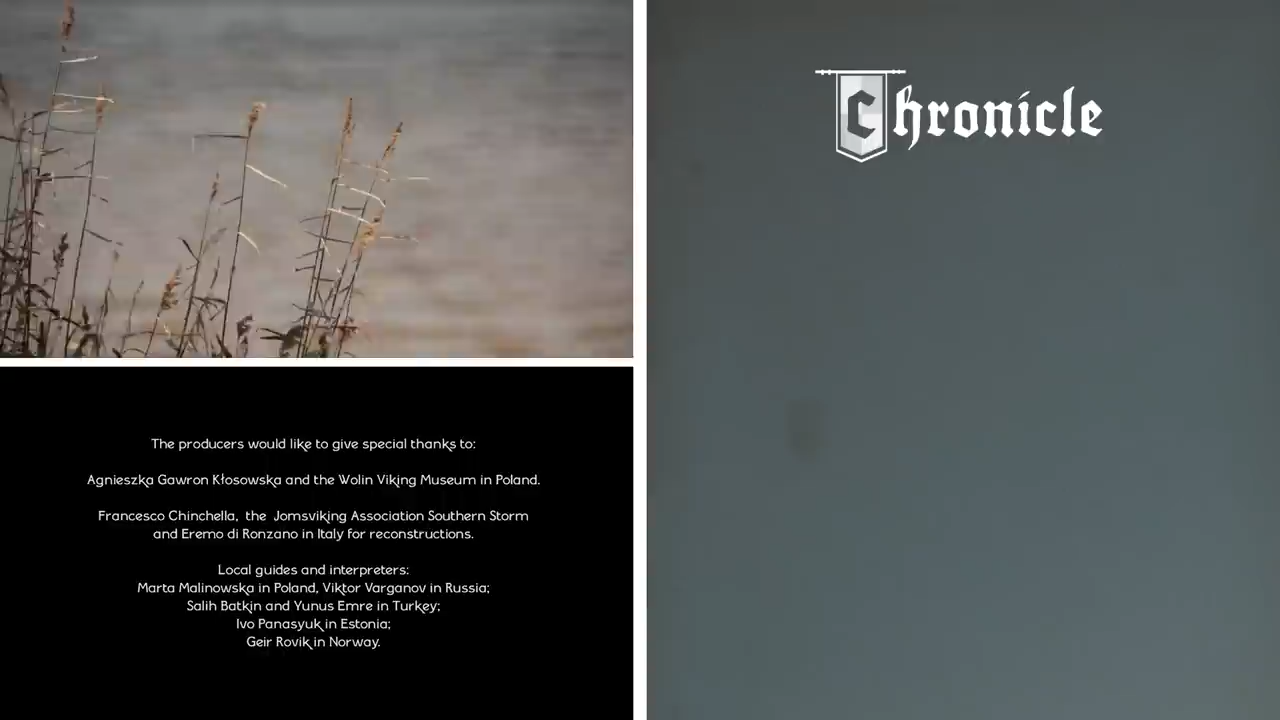 Chronicle
The producers would like to give special thanks to:
Agnieszka Gawron Kłosowska and the Wolin Viking Museum in Poland.
Francesco Chinchella, the Jomsviking Association Southern Storm
and Eremo di Ronzano in Italy for reconstructions.
Local guides and interpreters:
Marta Malinowska in Poland, Viktor Varganov in Russia;
Salih Batkin and Yunus Emre in Turkey;
Ivo Panasyuk in Estonia;
Geir Rovik in Norway.